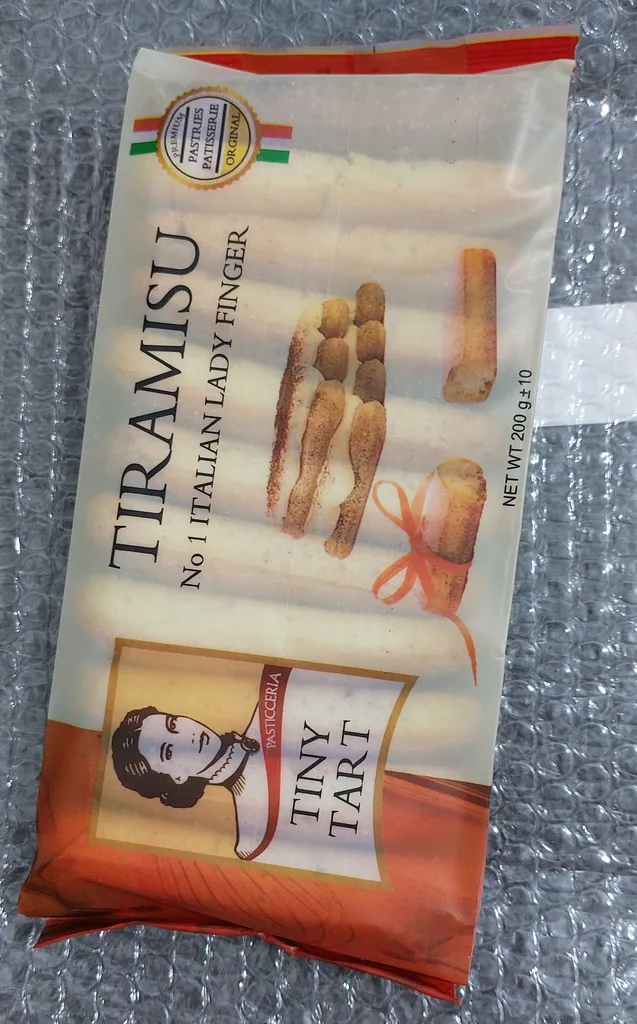 PREMIUM
PASTRIES
PATISSERIE
ORGINAL
TIRAMISU
No 1 ITALIAN LADY FINGER
NET WT 200 g±10
PASTICCERIA
TINY
TART